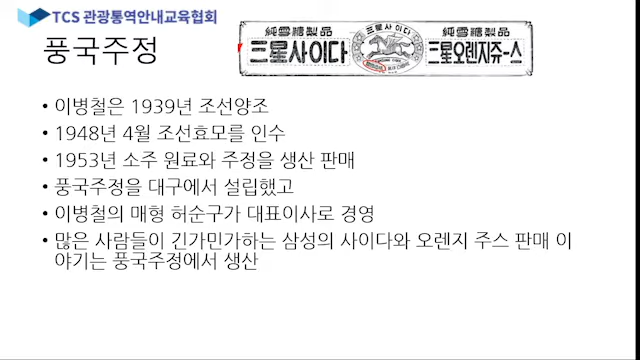 TCS 관광통역안내교육협회
풍국주정
純雪糖製品
三星사이다
三星사이다
純雪糖製品
三星오렌지쥬-스
• 이병철은 1939년 조선양조
• 1948년 4월 조선효모를 인수
• 1953년 소주 원료와 주정을 생산 판매
• 풍국주정을 대구에서 설립했고
• 이병철의 매형 허순구가 대표이사로 경영
• 많은 사람들이 긴가민가하는 삼성의 사이다와 오렌지 주스 판매 이
야기는 풍국주정에서 생산